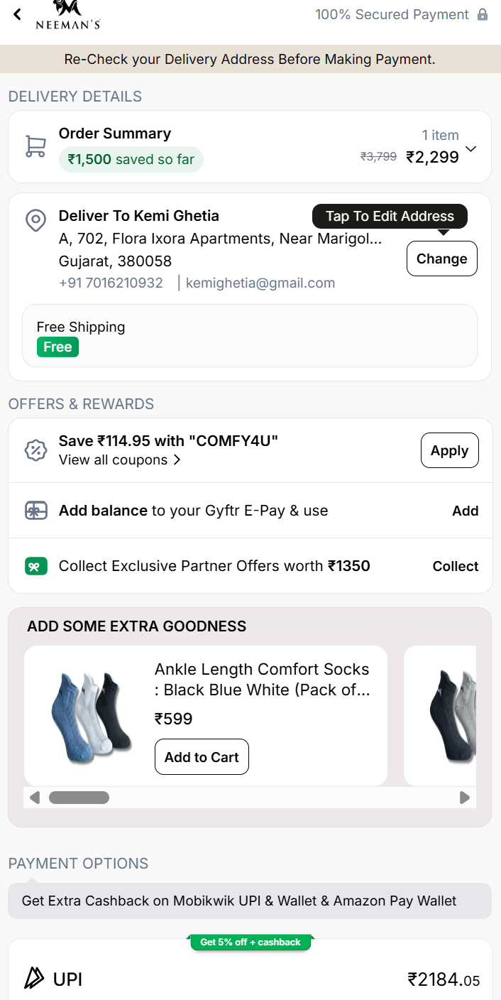 NEEMAN'S
100% Secured Payment
Re-Check your Delivery Address Before Making Payment.
DELIVERY DETAILS
Order Summary
1 item
₹1,500 saved so far
₹3,799 ₹2,299
Deliver To Kemi Ghetia
Tap To Edit Address
A, 702, Flora Ixora Apartments, Near Marigol...
Gujarat, 380058
Change
+91 7016210932 | kemighetia@gmail.com
Free Shipping
Free
OFFERS & REWARDS
Save ₹114.95 with "COMFY4U"
View all coupons
Apply
Add balance to your Gyftr E-Pay & use
Add
Collect Exclusive Partner Offers worth ₹1350
Collect
ADD SOME EXTRA GOODNESS
Ankle Length Comfort Socks
: Black Blue White (Pack of...
₹599
Add to Cart
PAYMENT OPTIONS
Get Extra Cashback on Mobikwik UPI & Wallet & Amazon Pay Wallet
Get 5% off + cashback
UPI
₹2184.05